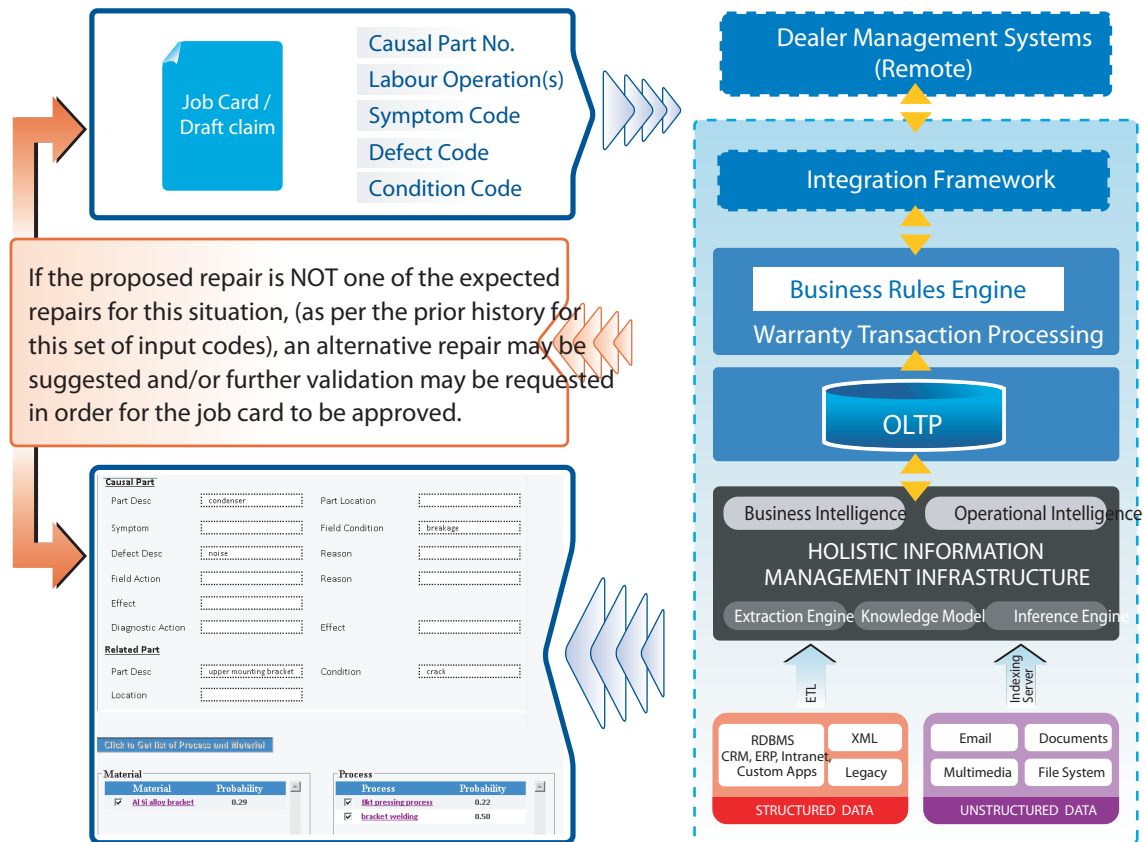 Job Card /
Draft claim
Causal Part No.
Labour Operation(s)
Symptom Code
Defect Code
Condition Code
If the proposed repair is NOT one of the expected
repairs for this situation, (as per the prior history for
this set of input codes), an alternative repair may be
suggested and/or further validation may be requested
in order for the job card to be approved.
Causal Part
Part Desc condenser Part Location
Symptom Field Condition breakage
Defect Desc noise Reason
Field Action Reason
Effect
Diagnostic Action Effect
Related Part
Part Desc upper mounting bracket Condition crack
Location
Click to Get list of Process and Material
Material
Material Probability
Al Si alloy bracket 0.29
Process
Process Probability
Bkt pressing process 0.22
bracket welding 0.50
Dealer Management Systems
(Remote)
Integration Framework
Business Rules Engine
Warranty Transaction Processing
OLTP
Business Intelligence
Operational Intelligence
HOLISTIC INFORMATION
MANAGEMENT INFRASTRUCTURE
Extraction Engine
Knowledge Model
Inference Engine
ETL
Indexing
Server
RDBMS
CRM, ERP, Intranet,
Custom Apps
XML
Legacy
STRUCTURED DATA
Email
Documents
Multimedia
File System
UNSTRUCTURED DATA